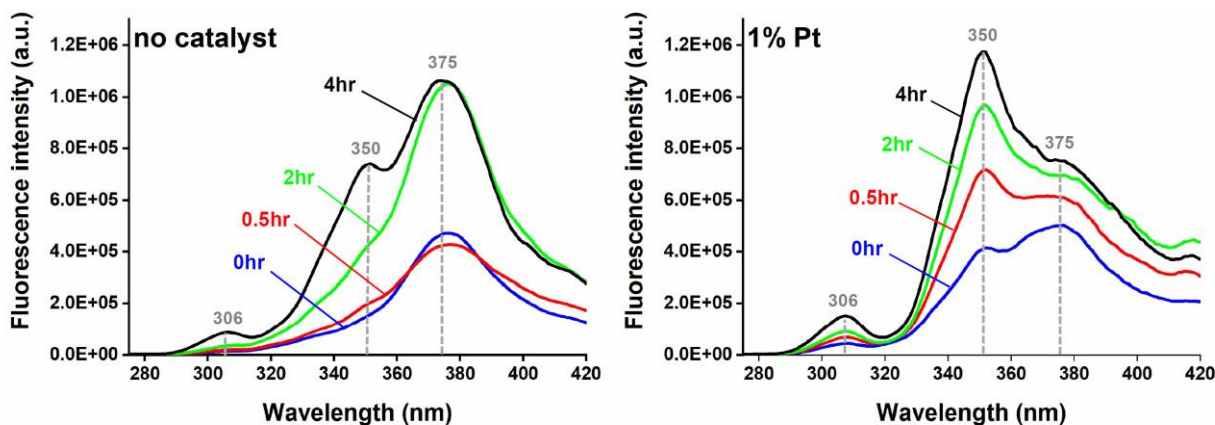 no catalyst
Fluorescence intensity (a.u.)
1.2E+06
1.0E+06
8.0E+05
6.0E+05
4.0E+05
2.0E+05
0.0E+00
4hr
2hr
0.5hr
0hr
306
350
375
280 300 320 340 360 380 400 420
Wavelength (nm)
1% Pt
Fluorescence intensity (a.u.)
1.2E+06
1.0E+06
8.0E+05
6.0E+05
4.0E+05
2.0E+05
0.0E+00
4hr
2hr
0.5hr
0hr
306
350
375
280 300 320 340 360 380 400 420
Wavelength (nm)